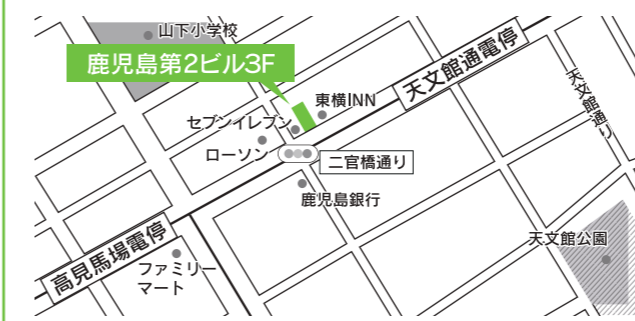 山下小学校
鹿児島第2ビル3F
東横INN
天文館通電停
天文館通り
セブンイレブン
ローソン
二官橋通り
鹿児島銀行
高見馬場電停
ファミリー
マート
天文館公園